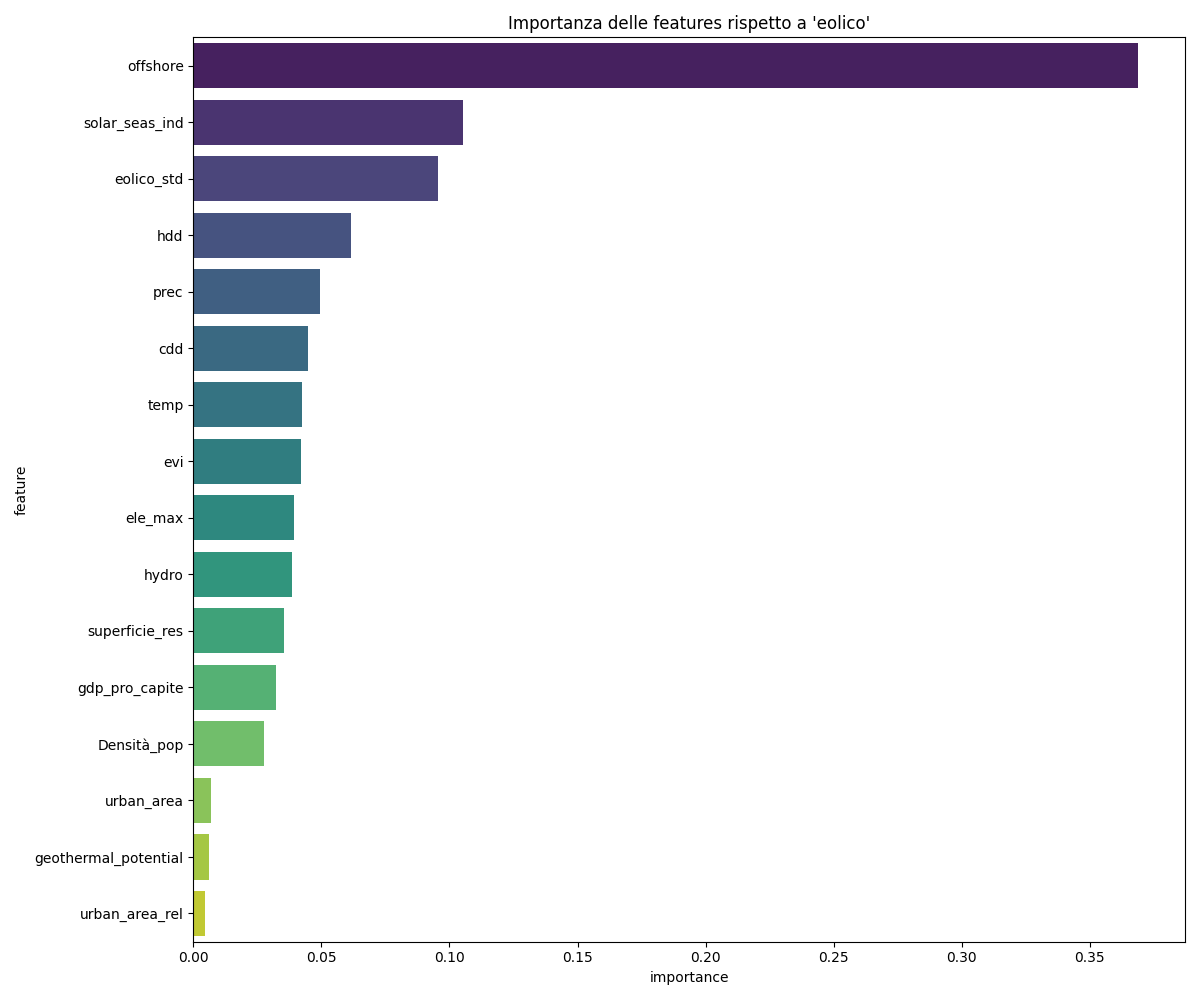 Importanza delle features rispetto a 'eolico'
feature
offshore
solar_seas_ind
eolico_std
hdd
prec
cdd
temp
evi
ele_max
hydro
superficie_res
gdp_pro_capite
Densità_pop
urban_area
geothermal_potential
urban_area_rel
0.00 0.05 0.10 0.15 0.20 0.25 0.30 0.35
importance